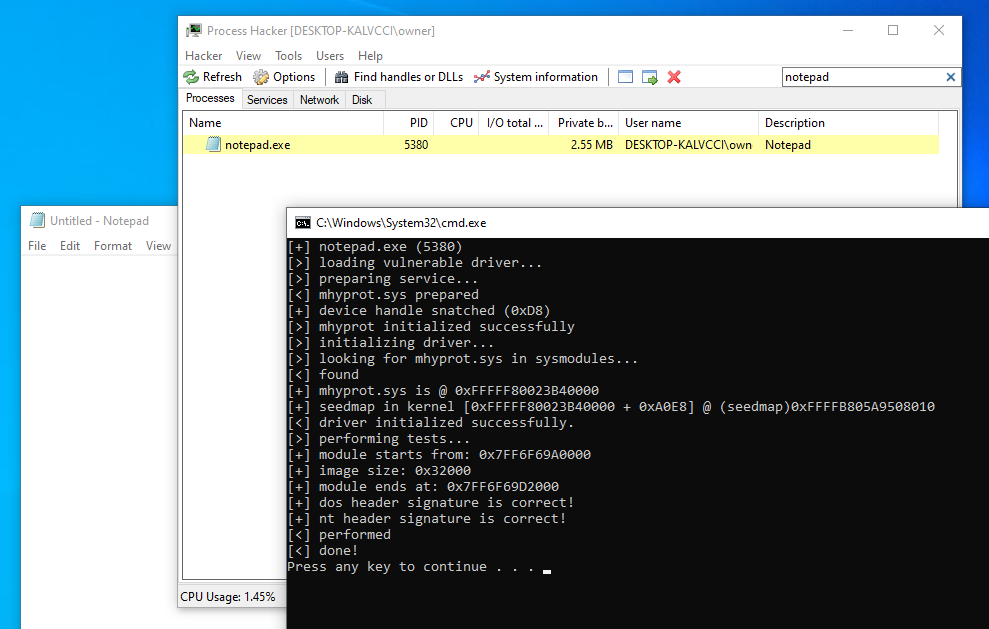 Process Hacker [DESKTOP-KALVCCI\owner]
Hacker View Tools Users Help
Refresh Options Find handles or DLLs System information notepad
Processes Services Network Disk
Name PID CPU I/O total ... Private b... User name Description
notepad.exe 5380 2.55 MB DESKTOP-KALVCCI\own Notepad
Untitled - Notepad
File Edit Format View
C:\Windows\System32\cmd.exe
[+] notepad.exe (5380)
[>] loading vulnerable driver...
[>] preparing service...
[<] mhyprot.sys prepared
[+] device handle snatched (0xD8)
[>] mhyprot initialized successfully
[>] initializing driver...
[>] looking for mhyprot.sys in sysmodules...
[<] found
[+] mhyprot.sys is @ 0xFFFFF80023B40000
[+] seedmap in kernel [0xFFFFF80023B40000 + 0xA0E8] @ (seedmap)0xFFFFB805A9508010
[<] driver initialized successfully.
[>] performing tests...
[+] module starts from: 0x7FF6F69A0000
[+] image size: 0x32000
[+] module ends at: 0x7FF6F69D2000
[+] dos header signature is correct!
[+] nt header signature is correct!
[<] performed
[<] done!
Press any key to continue . . .
CPU Usage: 1.45%